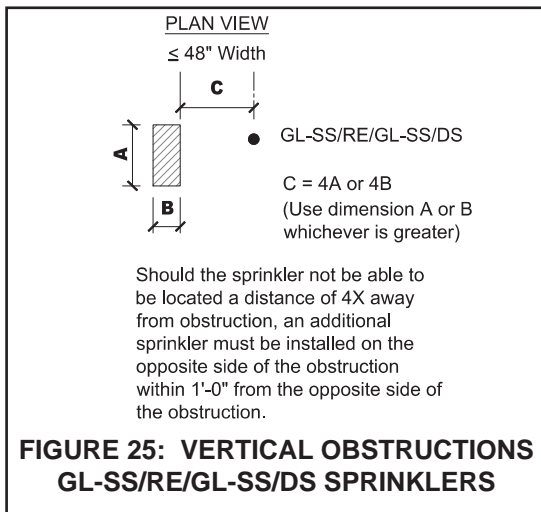 PLAN VIEW
≤ 48" Width
C
A
GL-SS/RE/GL-SS/DS
C = 4A or 4B
B
(Use dimension A or B
whichever is greater)
Should the sprinkler not be able to
be located a distance of 4X away
from obstruction, an additional
sprinkler must be installed on the
opposite side of the obstruction
within 1'-0" from the opposite side of
the obstruction.
FIGURE 25: VERTICAL OBSTRUCTIONS
GL-SS/RE/GL-SS/DS SPRINKLERS